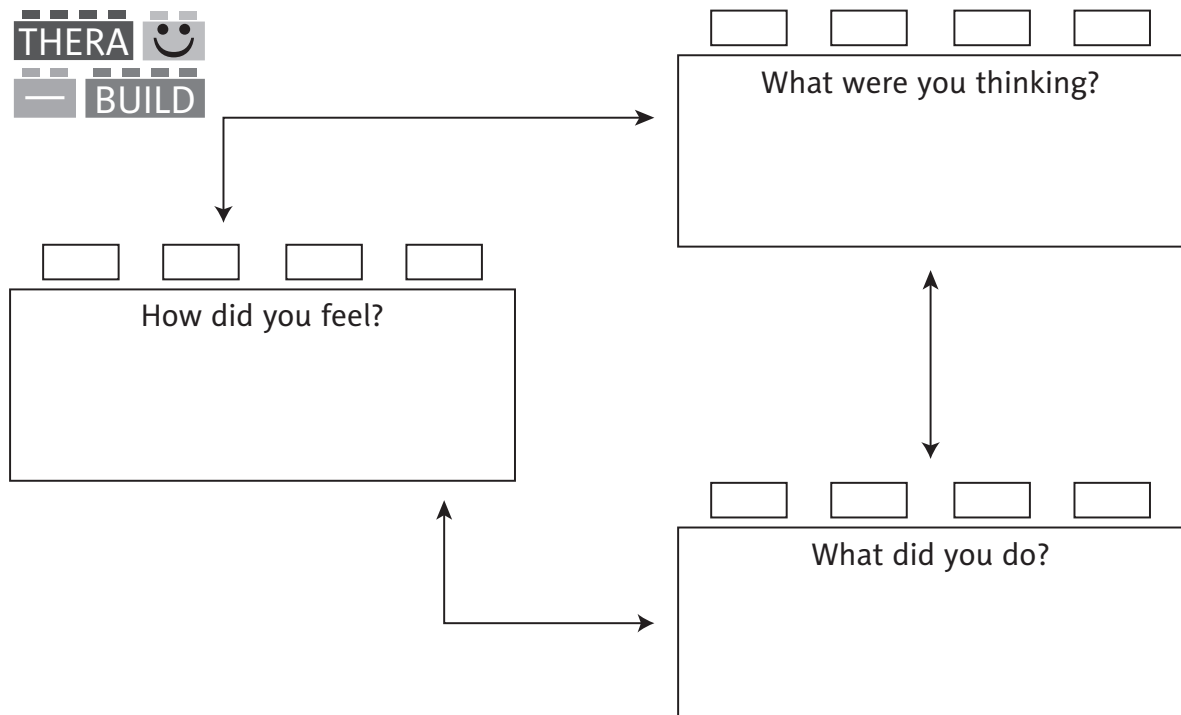 THERA
— BUILD
What were you thinking?
How did you feel?
What did you do?